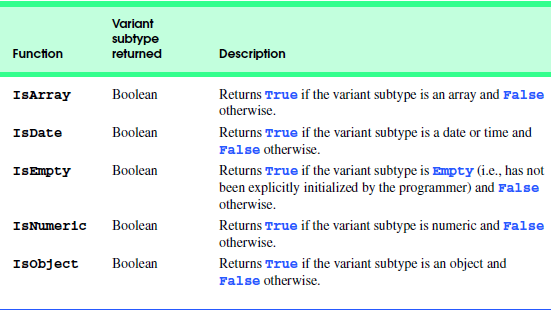 Function Variant subtype returned Description
IsArray Boolean Returns True if the variant subtype is an array and False
otherwise.
IsDate Boolean Returns True if the variant subtype is a date or time and
False otherwise.
IsEmpty Boolean Returns True if the variant subtype is Empty (i.e., has not
been explicitly initialized by the programmer) and False
otherwise.
IsNumeric Boolean Returns True if the variant subtype is numeric and False
otherwise.
IsObject Boolean Returns True if the variant subtype is an object and
False otherwise.